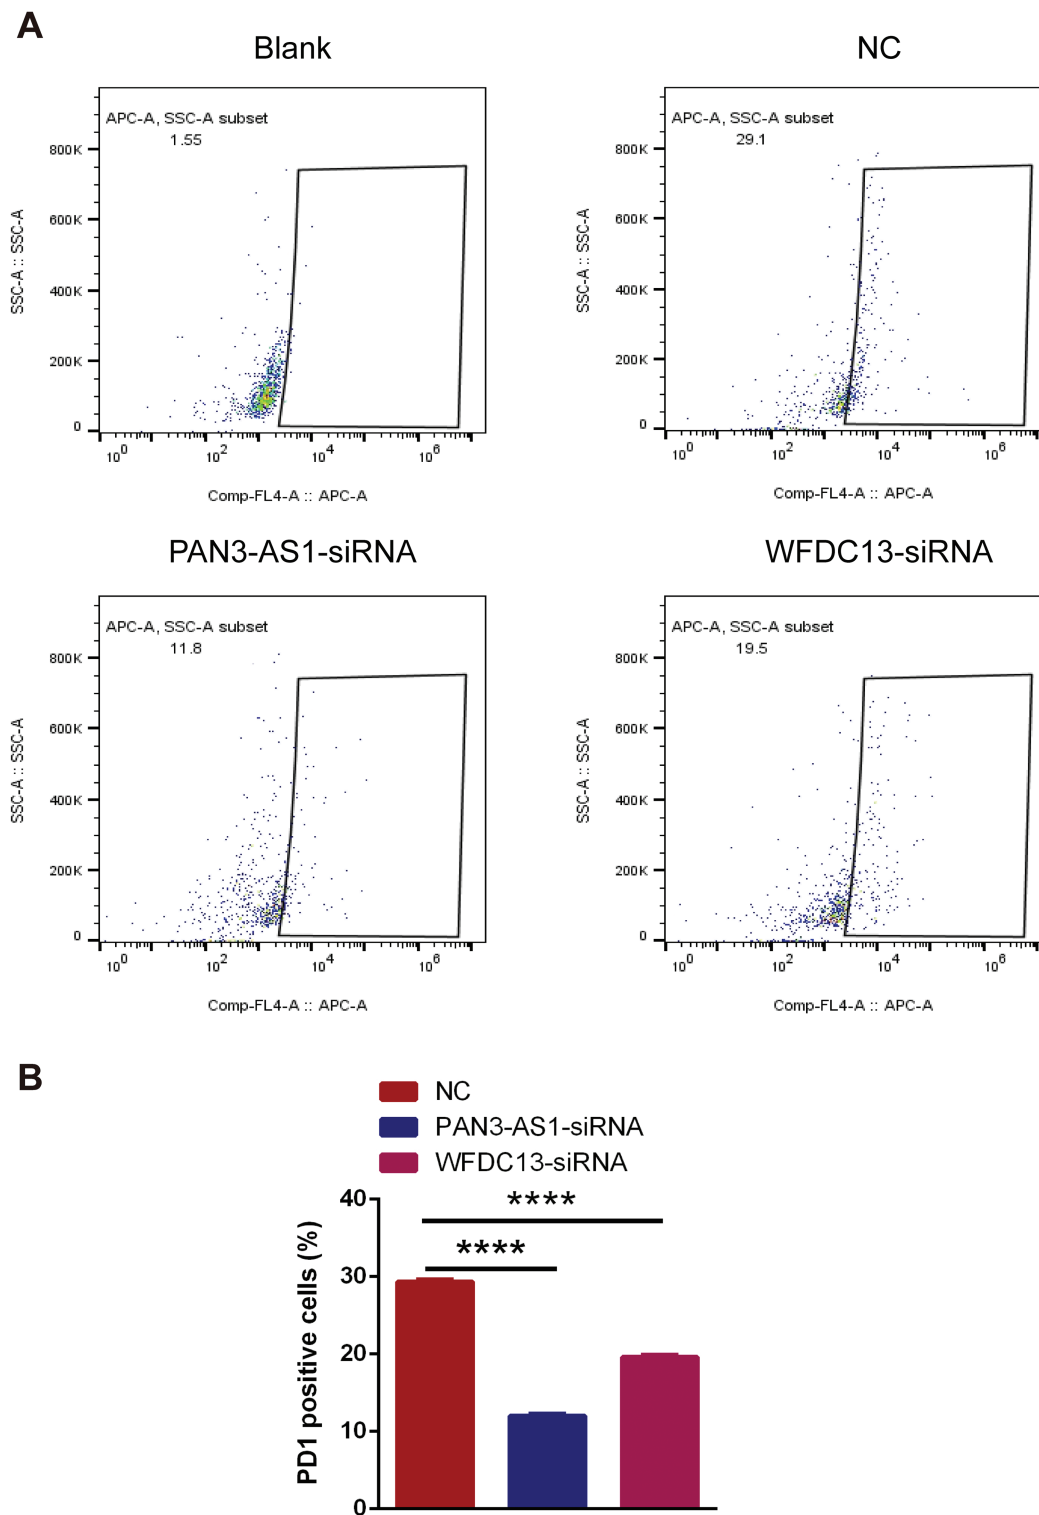 A
Blank
NC
APC-A, SSC-A subset
1.55
800K
600K
400K
200K
0
SSC-A :: SSC-A
10^0 10^2 10^4 10^6
Comp-FL4-A :: APC-A
APC-A, SSC-A subset
29.1
800K
600K
400K
200K
0
SSC-A :: SSC-A
10^0 10^2 10^4 10^6
Comp-FL4-A :: APC-A
PAN3-AS1-siRNA
WFDC13-siRNA
APC-A, SSC-A subset
11.8
800K
600K
400K
200K
0
SSC-A :: SSC-A
10^0 10^2 10^4 10^6
Comp-FL4-A :: APC-A
APC-A, SSC-A subset
19.5
800K
600K
400K
200K
0
SSC-A :: SSC-A
10^0 10^2 10^4 10^6
Comp-FL4-A :: APC-A
B
NC
PAN3-AS1-siRNA
WFDC13-siRNA
PD1 positive cells (%)
40
30
20
10
0
****
****